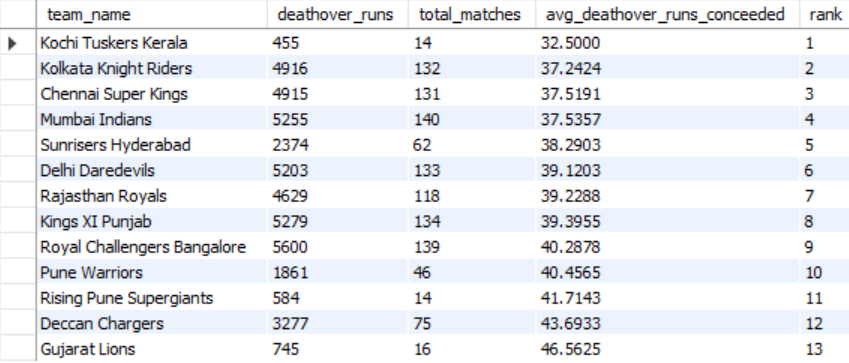 team_name deathover_runs total_matches avg_deathover_runs_conceeded rank
Kochi Tuskers Kerala 455 14 32.5000 1
Kolkata Knight Riders 4916 132 37.2424 2
Chennai Super Kings 4915 131 37.5191 3
Mumbai Indians 5255 140 37.5357 4
Sunrisers Hyderabad 2374 62 38.2903 5
Delhi Daredevils 5203 133 39.1203 6
Rajasthan Royals 4629 118 39.2288 7
Kings XI Punjab 5279 134 39.3955 8
Royal Challengers Bangalore 5600 139 40.2878 9
Pune Warriors 1861 46 40.4565 10
Rising Pune Supergiants 584 14 41.7143 11
Deccan Chargers 3277 75 43.6933 12
Gujarat Lions 745 16 46.5625 13